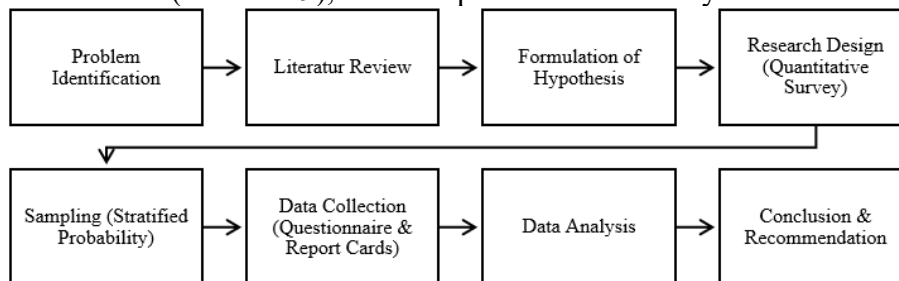 Problem
Identification
Literatur Review
Formulation of
Hypothesis
Research Design
(Quantitative
Survey)
Sampling (Stratified
Probability)
Data Collection
(Questionnaire &
Report Cards)
Data Analysis
Conclusion &
Recommendation